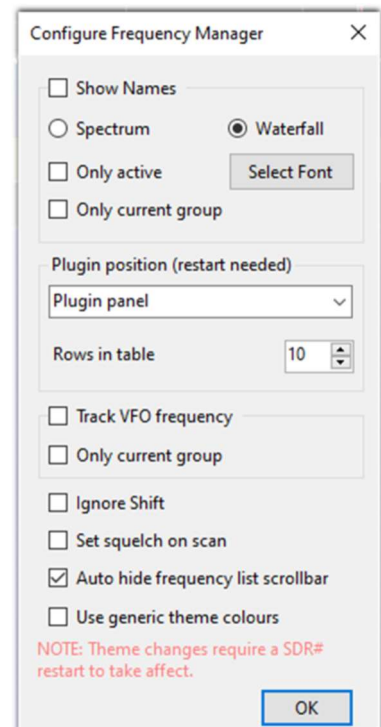 Configure Frequency Manager
Show Names
Spectrum Waterfall
Only active Select Font
Only current group
Plugin position (restart needed)
Plugin panel
Rows in table 10
Track VFO frequency
Only current group
Ignore Shift
Set squelch on scan
Auto hide frequency list scrollbar
Use generic theme colours
NOTE: Theme changes require a SDR#
restart to take affect.
OK